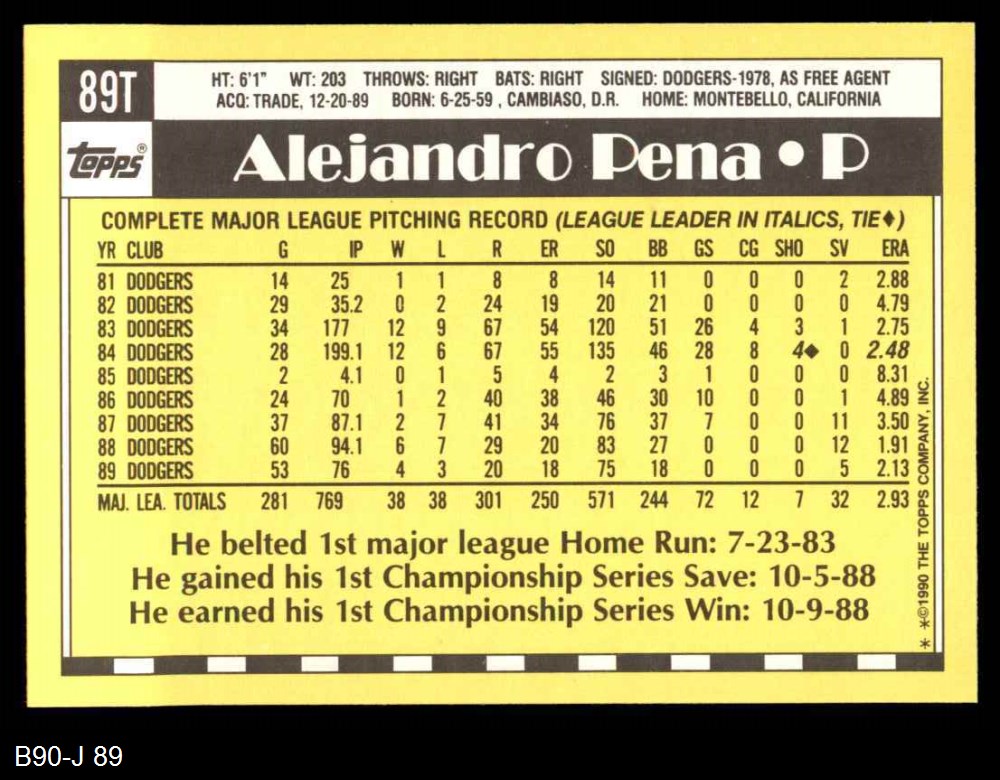 89T
HT: 6'1" WT: 203 THROWS: RIGHT BATS: RIGHT SIGNED: DODGERS-1978, AS FREE AGENT
ACQ: TRADE, 12-20-89 BORN: 6-25-59 , CAMBIASO, D.R. HOME: MONTEBELLO, CALIFORNIA
Topps®
Alejandro Pena • P
COMPLETE MAJOR LEAGUE PITCHING RECORD (LEAGUE LEADER IN ITALICS, TIE♦)
YR CLUB G IP W L R ER SO BB GS CG SHO SV ERA
81 DODGERS 14 25 1 1 8 8 14 11 0 0 0 2 2.88
82 DODGERS 29 35.2 0 2 24 19 20 21 0 0 0 0 4.79
83 DODGERS 34 177 12 9 67 54 120 51 26 4 3 1 2.75
84 DODGERS 28 199.1 12 6 67 55 135 46 28 8 4♦ 0 2.48
85 DODGERS 2 4.1 0 1 5 4 2 3 1 0 0 0 8.31
86 DODGERS 24 70 1 2 40 38 46 30 10 0 0 1 4.89
87 DODGERS 37 87.1 2 7 41 34 76 37 7 0 0 11 3.50
88 DODGERS 60 94.1 6 7 29 20 83 27 0 0 0 12 1.91
89 DODGERS 53 76 4 3 20 18 75 18 0 0 0 5 2.13
MAJ. LEA. TOTALS 281 769 38 38 301 250 571 244 72 12 7 32 2.93
He belted 1st major league Home Run: 7-23-83
He gained his 1st Championship Series Save: 10-5-88
He earned his 1st Championship Series Win: 10-9-88
* *©1990 THE TOPPS COMPANY, INC.
B90-J 89